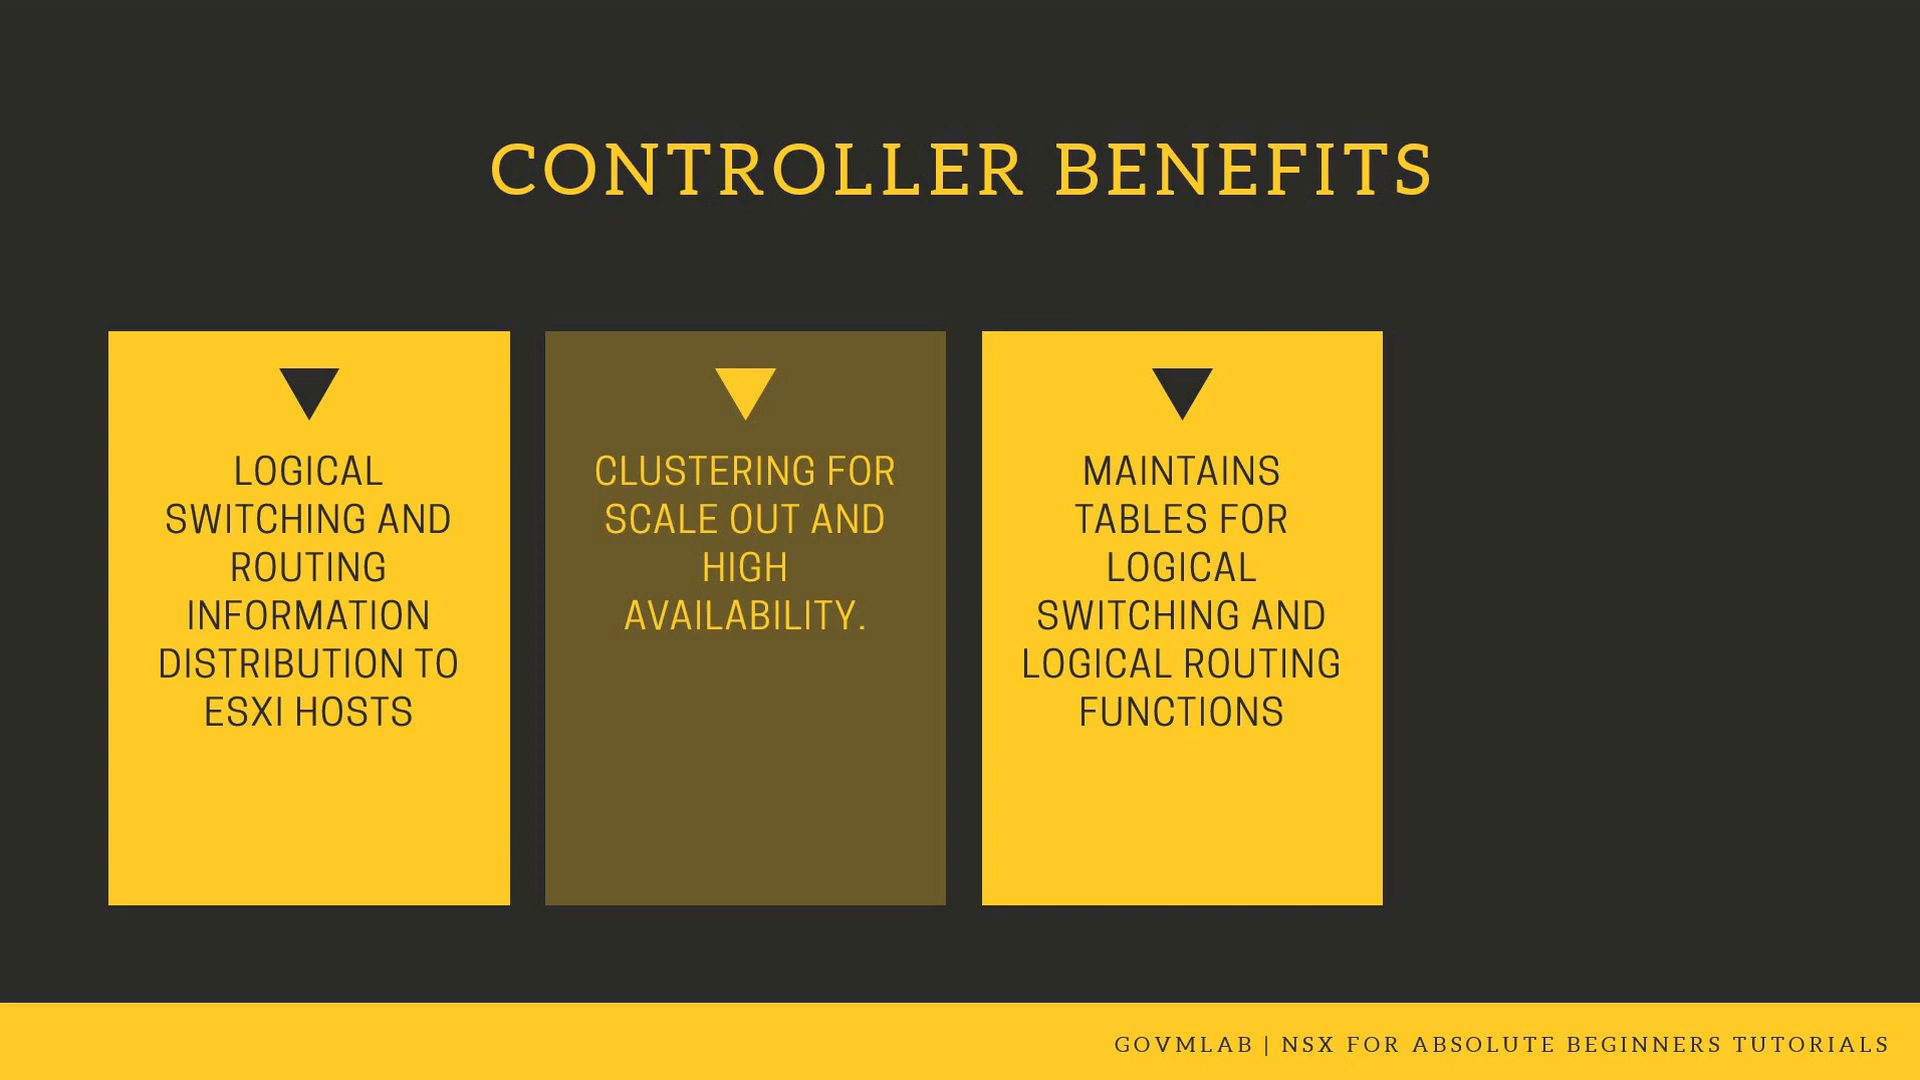 CONTROLLER BENEFITS
LOGICAL
SWITCHING AND
ROUTING
INFORMATION
DISTRIBUTION TO
ESXI HOSTS
CLUSTERING FOR
SCALE OUT AND
HIGH
AVAILABILITY.
MAINTAINS
TABLES FOR
LOGICAL
SWITCHING AND
LOGICAL ROUTING
FUNCTIONS
GOVMLAB | NSX FOR ABSOLUTE BEGINNERS TUTORIALS